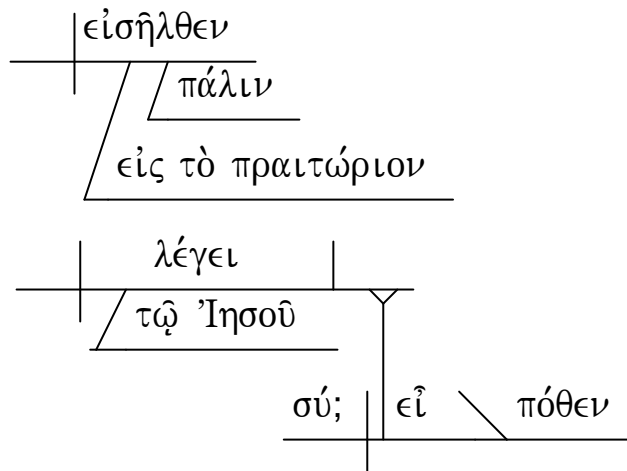 εἰσῆλθεν
πάλιν
εἰς τὸ πραιτώριον
λέγει
τῷ Ἰησοῦ
σύ; εἶ πόθεν